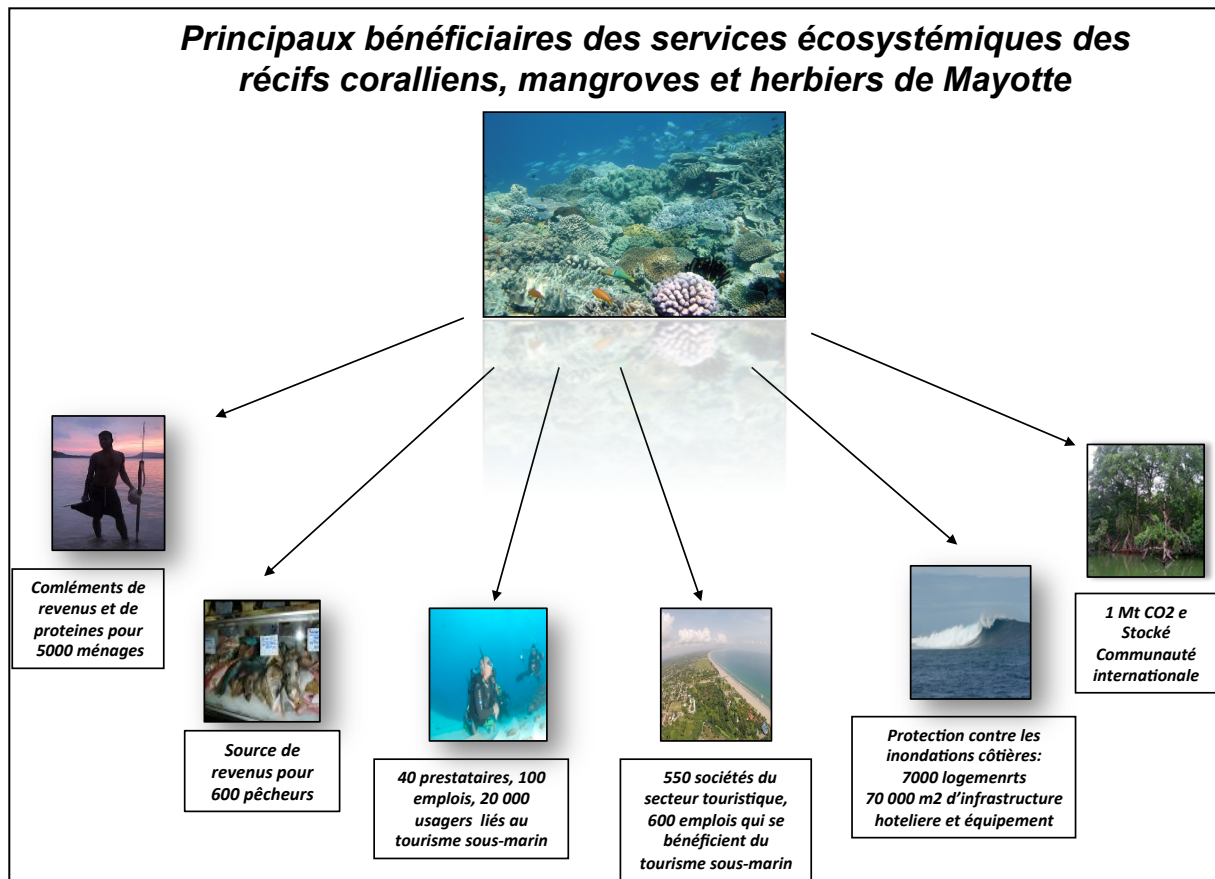 Principaux bénéficiaires des services écosystémiques des
récifs coralliens, mangroves et herbiers de Mayotte
Comléments de
revenus et de
proteines pour
5000 ménages
Source de
revenus pour
600 pêcheurs
40 prestataires, 100
emplois, 20 000
usagers liés au
tourisme sous-marin
550 sociétés du
secteur touristique,
600 emplois qui se
bénéficient du
tourisme sous-marin
Protection contre les
inondations côtières:
7000 logemenrts
70 000 m2 d'infrastructure
hoteliere et équipement
1 Mt CO2 e
Stocké
Communauté
internationale